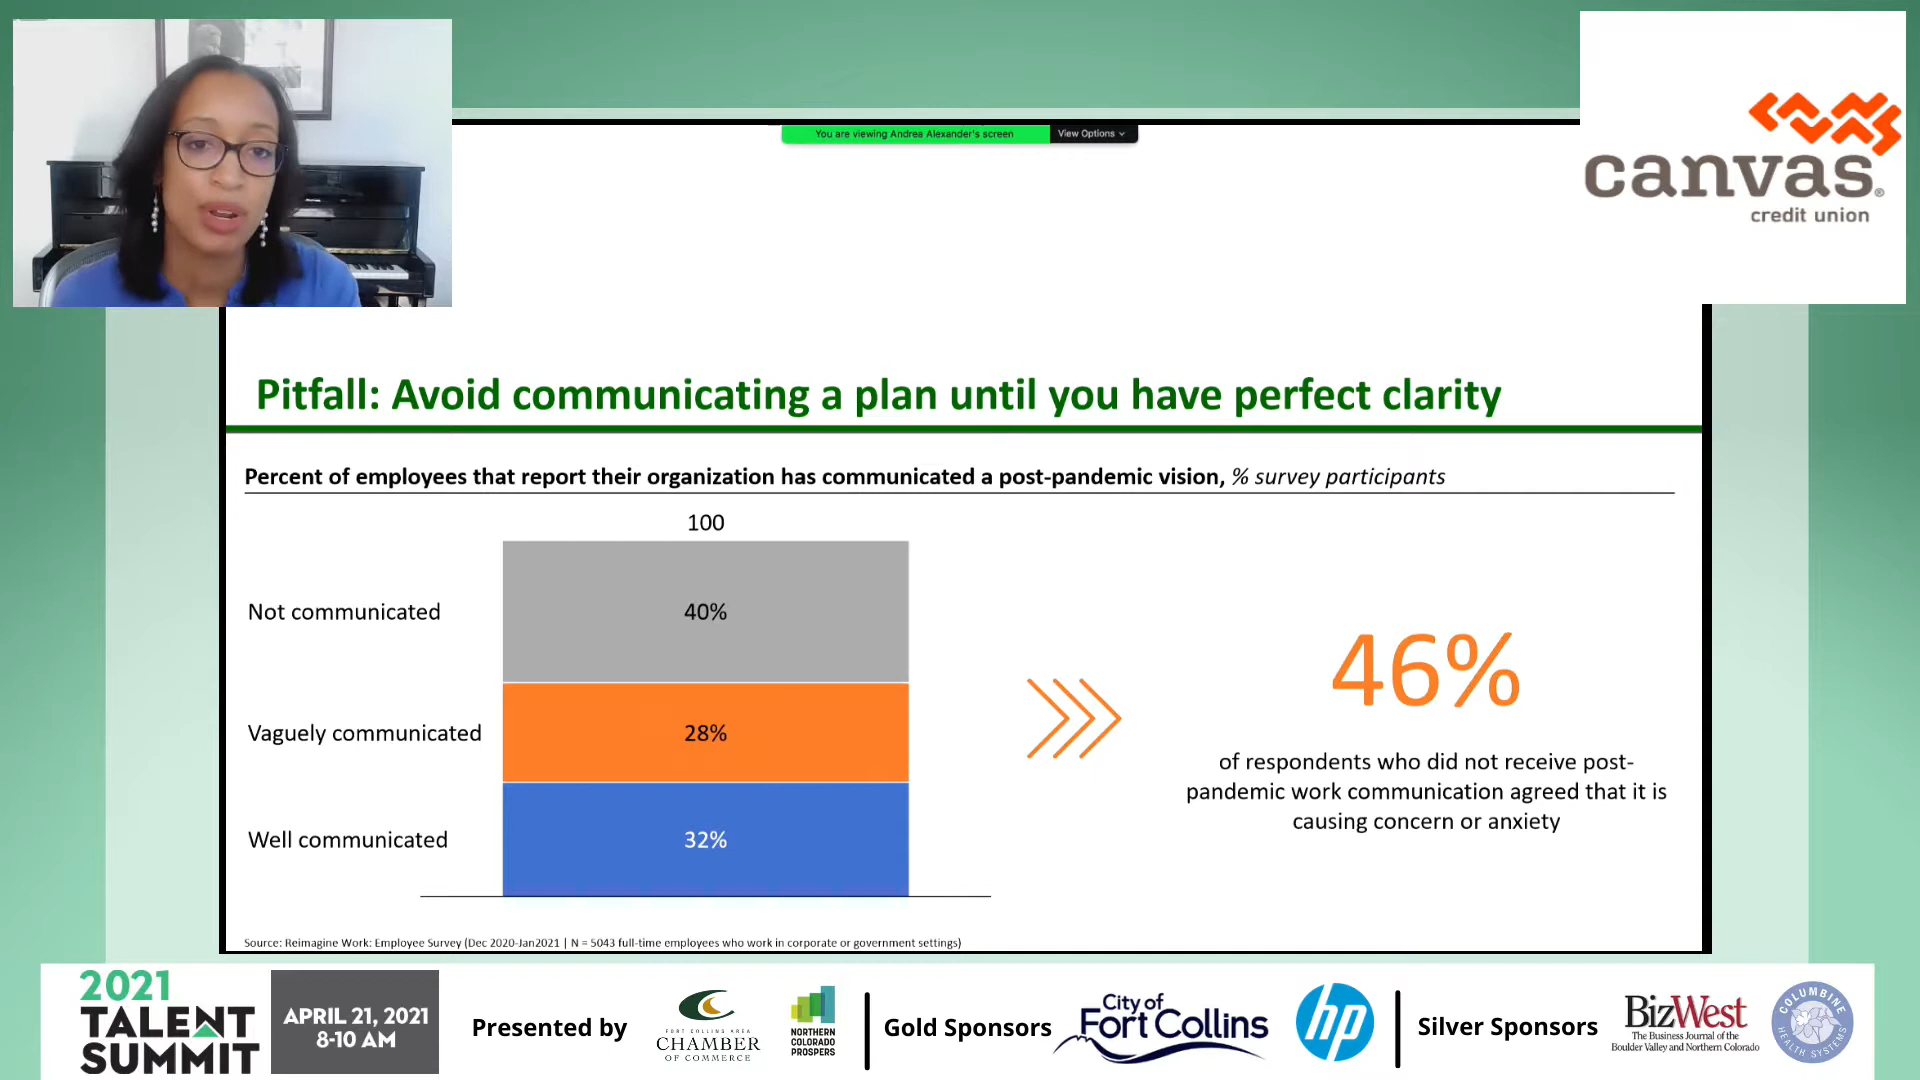 You are viewing Andrea Alexander's screen
View Options
canvas®
credit union
Pitfall: Avoid communicating a plan until you have perfect clarity
Percent of employees that report their organization has communicated a post-pandemic vision, % survey participants
100
Not communicated
40%
Vaguely communicated
28%
Well communicated
32%
46%
of respondents who did not receive post-
pandemic work communication agreed that it is
causing concern or anxiety
Source: Reimagine Work: Employee Survey (Dec 2020-Jan2021 | N = 5043 full-time employees who work in corporate or government settings)
2021
TALENT
SUMMIT
APRIL 21, 2021
8-10 AM
Presented by
FORT COLLINS AREA
CHAMBER
OF COMMERCE
NORTHERN
COLORADO
PROSPERS
Gold Sponsors
City of
Fort Collins
hp
Silver Sponsors
BizWest
The Business Journal of the
Boulder Valley and Northern Colorado
COLUMBINE
HEALTH SYSTEMS